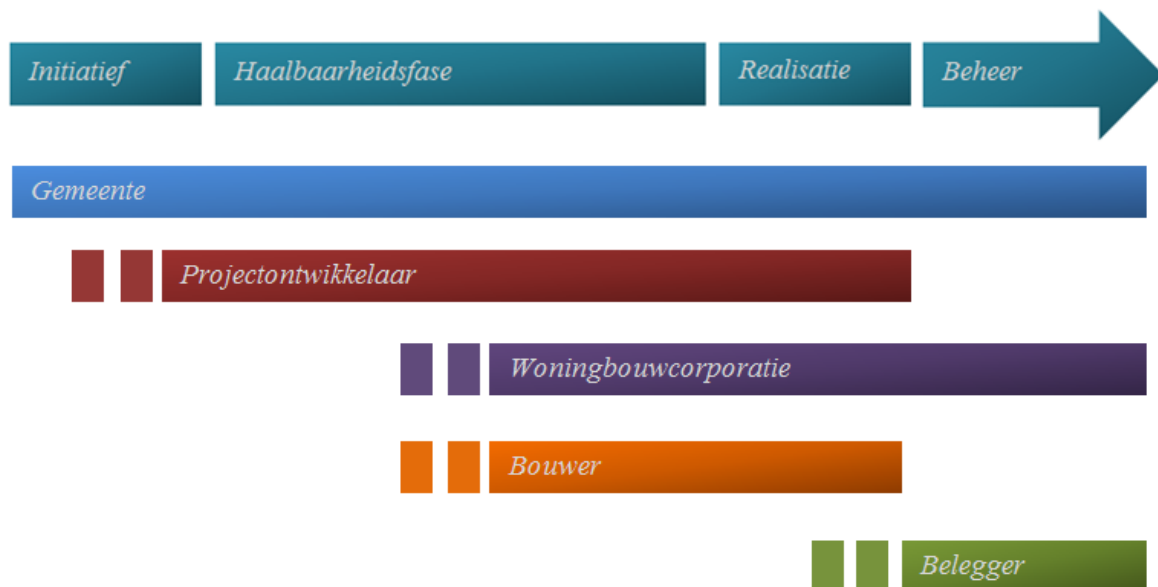 Initiatief
Haalbaarheidsfase
Realisatie
Beheer
Gemeente
Projectontwikkelaar
Woningbouwcorporatie
Bouwer
Belegger